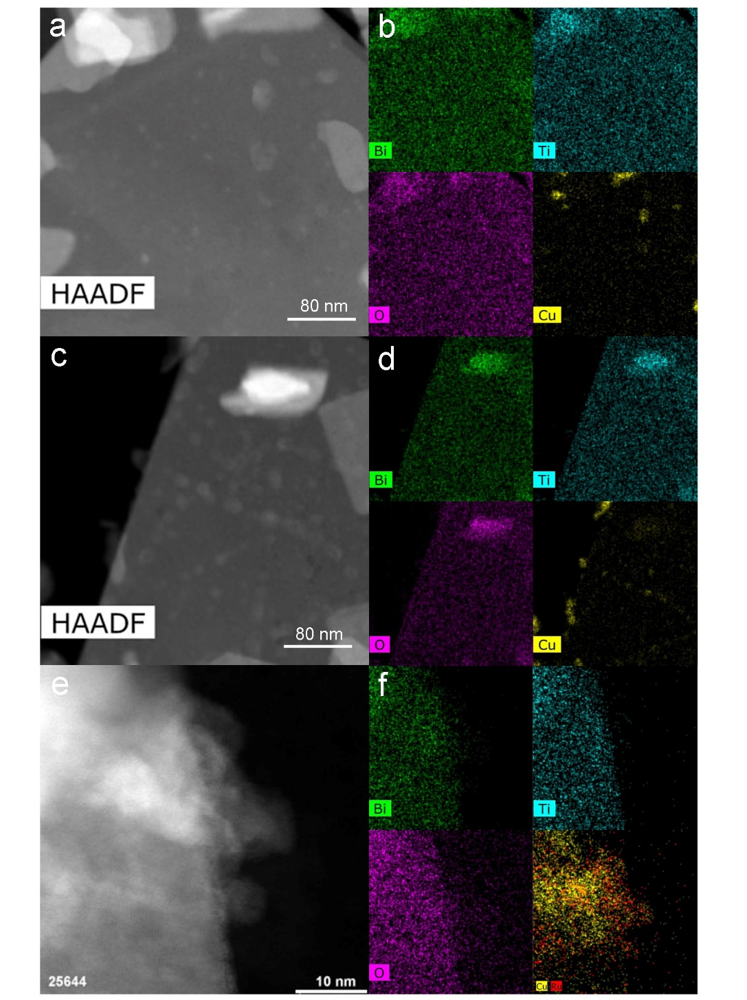 a
b
Bi
Ti
HAADF
80 nm
O
Cu
c
d
Bi
Ti
HAADF
80 nm
O
Cu
e
f
Bi
Ti
25644
10 nm
O
Cu Ru